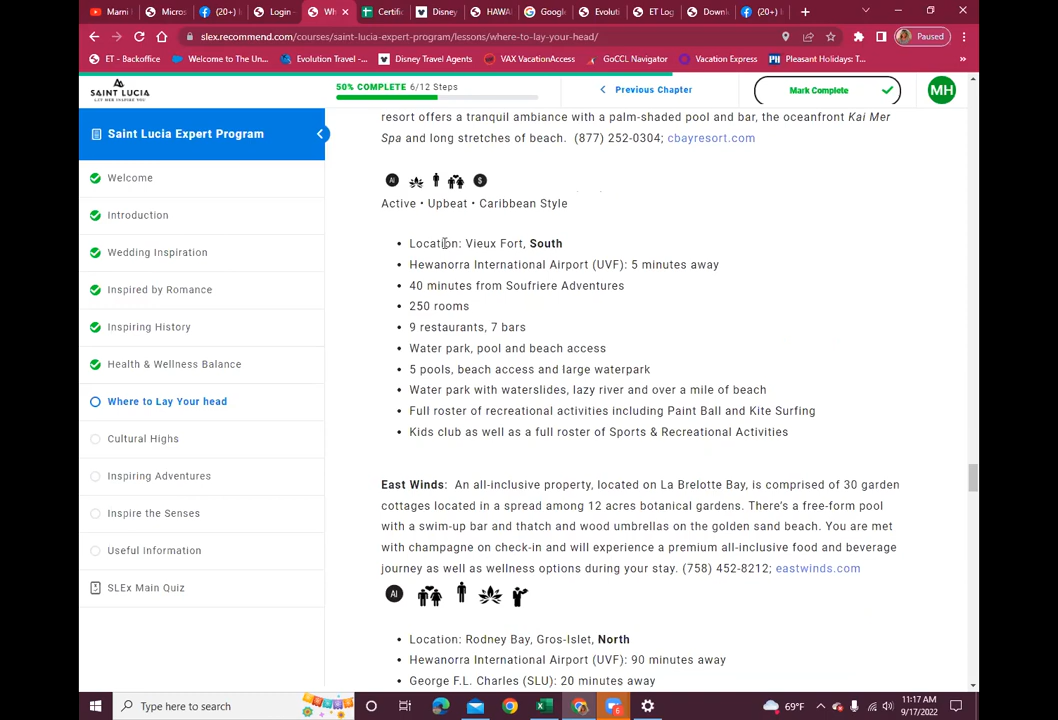 Marni
Micros
(20+)
Login -
Wh
Certific
Disney
HAWAI
Google
Evoluti
ET Log
Downl
(20+)
slex.recommend.com/courses/saint-lucia-expert-program/lessons/where-to-lay-your-head/
Paused
ET - Backoffice
Welcome to The Un...
Evolution Travel -...
Disney Travel Agents
VAX VacationAccess
GoCCL Navigator
Vacation Express
Pleasant Holidays: T...
SAINT LUCIA
LET HER INSPIRE YOU
50% COMPLETE 6/12 Steps
Previous Chapter
Mark Complete
MH
Saint Lucia Expert Program
Welcome
Introduction
Wedding Inspiration
Inspired by Romance
Inspiring History
Health & Wellness Balance
Where to Lay Your head
Cultural Highs
Inspiring Adventures
Inspire the Senses
Useful Information
SLEx Main Quiz
resort offers a tranquil ambiance with a palm-shaded pool and bar, the oceanfront Kai Mer
Spa and long stretches of beach. (877) 252-0304; cbayresort.com
AI $
Active • Upbeat • Caribbean Style
• Location: Vieux Fort, South
• Hewanorra International Airport (UVF): 5 minutes away
• 40 minutes from Soufriere Adventures
• 250 rooms
• 9 restaurants, 7 bars
• Water park, pool and beach access
• 5 pools, beach access and large waterpark
• Water park with waterslides, lazy river and over a mile of beach
• Full roster of recreational activities including Paint Ball and Kite Surfing
• Kids club as well as a full roster of Sports & Recreational Activities
East Winds: An all-inclusive property, located on La Brelotte Bay, is comprised of 30 garden
cottages located in a spread among 12 acres botanical gardens. There's a free-form pool
with a swim-up bar and thatch and wood umbrellas on the golden sand beach. You are met
with champagne on check-in and will experience a premium all-inclusive food and beverage
journey as well as wellness options during your stay. (758) 452-8212; eastwinds.com
AI
• Location: Rodney Bay, Gros-Islet, North
• Hewanorra International Airport (UVF): 90 minutes away
• George F.L. Charles (SLU): 20 minutes away
Type here to search
69°F
11:17 AM
9/17/2022